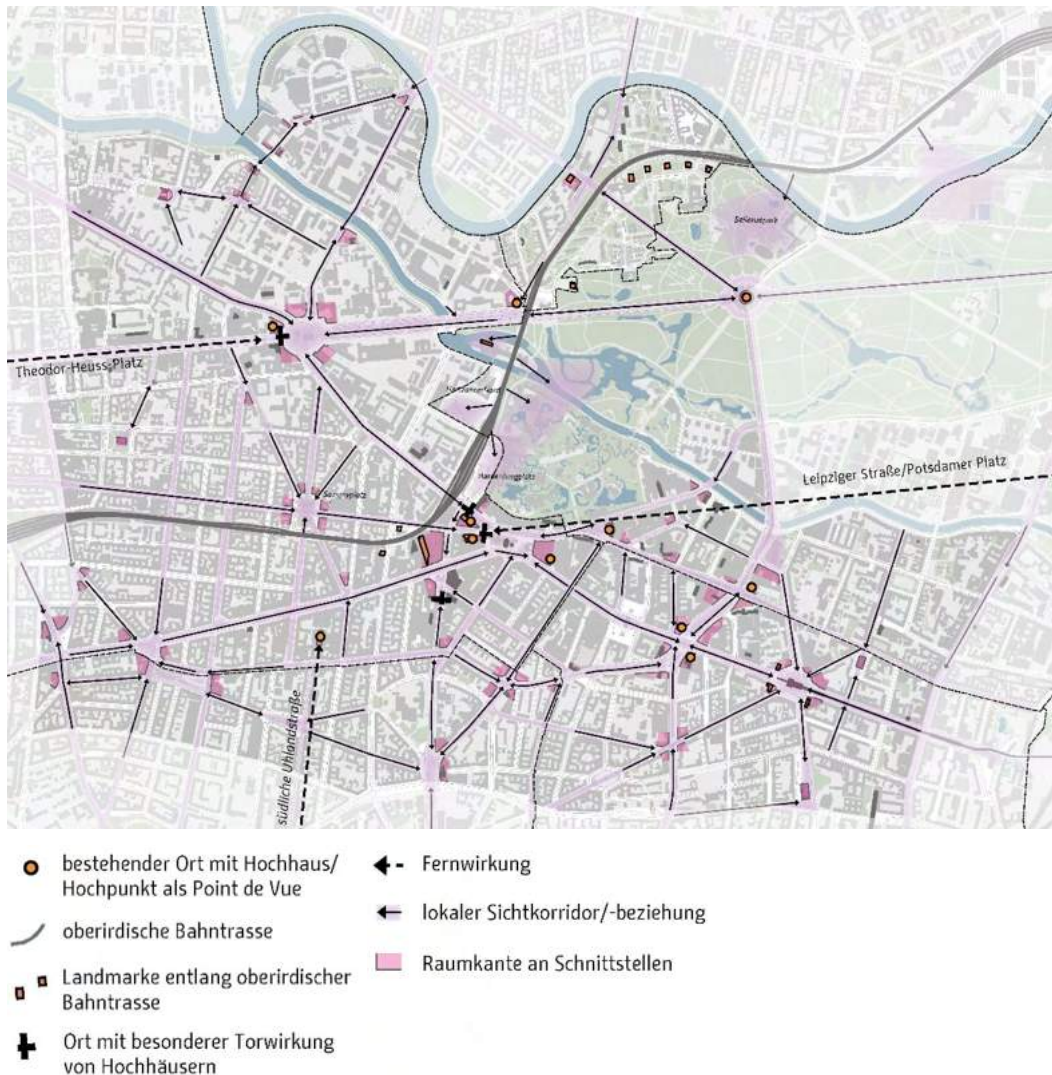 Theodor-Heuss-Platz
Leipziger Straße/Potsdamer Platz
südliche Uhlandstraße
bestehender Ort mit Hochhaus/
Hochpunkt als Point de Vue
oberirdische Bahntrasse
Landmarke entlang oberirdischer
Bahntrasse
Ort mit besonderer Torwirkung
von Hochhäusern
Fernwirkung
lokaler Sichtkorridor/-beziehung
Raumkante an Schnittstellen